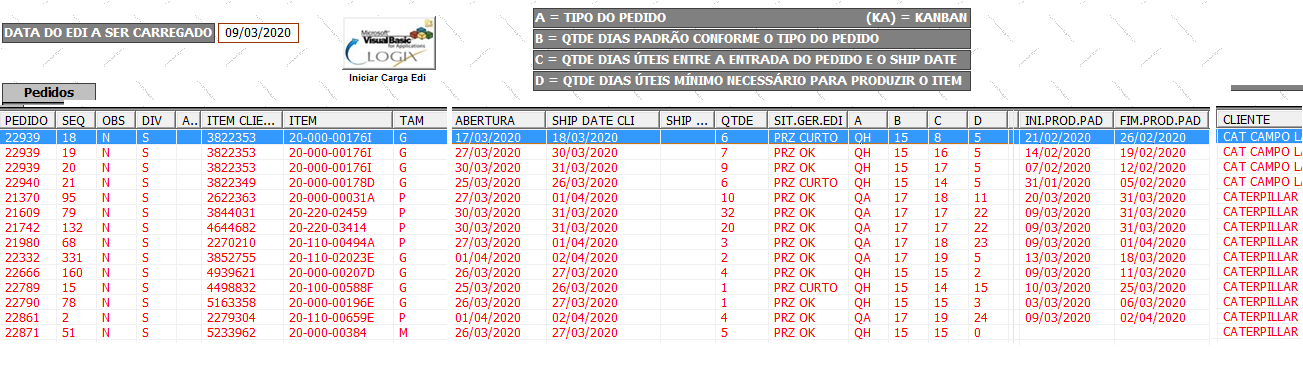 A = TIPO DO PEDIDO (KA) = KANBAN
DATA DO EDI A SER CARREGADO 09/03/2020
Microsoft Visual Basic for Applications
LOGIX
B = QTDE DIAS PADRÃO CONFORME O TIPO DO PEDIDO
C = QTDE DIAS ÚTEIS ENTRE A ENTRADA DO PEDIDO E O SHIP DATE
Iniciar Carga Edi
D = QTDE DIAS ÚTEIS MÍNIMO NECESSÁRIO PARA PRODUZIR O ITEM
Pedidos
PEDIDO SEQ OBS DIV A.. ITEM CLIE... ITEM TAM ABERTURA SHIP DATE CLI SHIP ... QTDE SIT.GER.EDI A B C D INI.PROD.PAD FIM.PROD.PAD CLIENTE
22939 18 N S 3822353 20-000-00176I G 17/03/2020 18/03/2020 6 PRZ CURTO QH 15 8 5 21/02/2020 26/02/2020 CAT CAMPO LA
22939 19 N S 3822353 20-000-00176I G 27/03/2020 30/03/2020 7 PRZ OK QH 15 16 5 14/02/2020 19/02/2020 CAT CAMPO LA
22939 20 N S 3822353 20-000-00176I G 30/03/2020 31/03/2020 9 PRZ OK QH 15 17 5 07/02/2020 12/02/2020 CAT CAMPO LA
22940 21 N S 3822349 20-000-00178D G 25/03/2020 26/03/2020 6 PRZ CURTO QH 15 14 5 31/01/2020 05/02/2020 CAT CAMPO LA
21370 95 N S 2622363 20-000-00031A P 27/03/2020 01/04/2020 10 PRZ OK QH 15 18 11 20/03/2020 31/03/2020 CATERPILLAR
21609 79 N S 3844031 20-220-02459 P 30/03/2020 31/03/2020 32 PRZ OK QA 17 17 22 09/03/2020 31/03/2020 CATERPILLAR
21742 132 N S 4644682 20-220-03414 P 30/03/2020 31/03/2020 20 PRZ OK QA 17 17 22 09/03/2020 31/03/2020 CATERPILLAR
21980 68 N S 2270210 20-110-00494A P 27/03/2020 01/04/2020 3 PRZ OK QA 17 18 23 09/03/2020 01/04/2020 CATERPILLAR
22332 331 N S 3852755 20-110-02023E G 01/04/2020 02/04/2020 2 PRZ OK QA 17 19 5 13/03/2020 18/03/2020 CATERPILLAR
22666 160 N S 4939621 20-000-00207D G 26/03/2020 27/03/2020 4 PRZ OK QH 15 15 2 09/03/2020 11/03/2020 CATERPILLAR
22789 15 N S 4498832 20-100-00588F G 25/03/2020 26/03/2020 1 PRZ CURTO QH 15 14 15 10/03/2020 25/03/2020 CATERPILLAR
22790 78 N S 5163358 20-000-00196E G 26/03/2020 27/03/2020 1 PRZ OK QH 15 15 3 03/03/2020 06/03/2020 CATERPILLAR
22861 2 N S 2279304 20-110-00659E P 01/04/2020 02/04/2020 4 PRZ OK QA 17 19 24 09/03/2020 02/04/2020 CATERPILLAR
22871 51 N S 5233962 20-000-00384 M 26/03/2020 27/03/2020 5 PRZ OK QH 15 15 0 CATERPILLAR